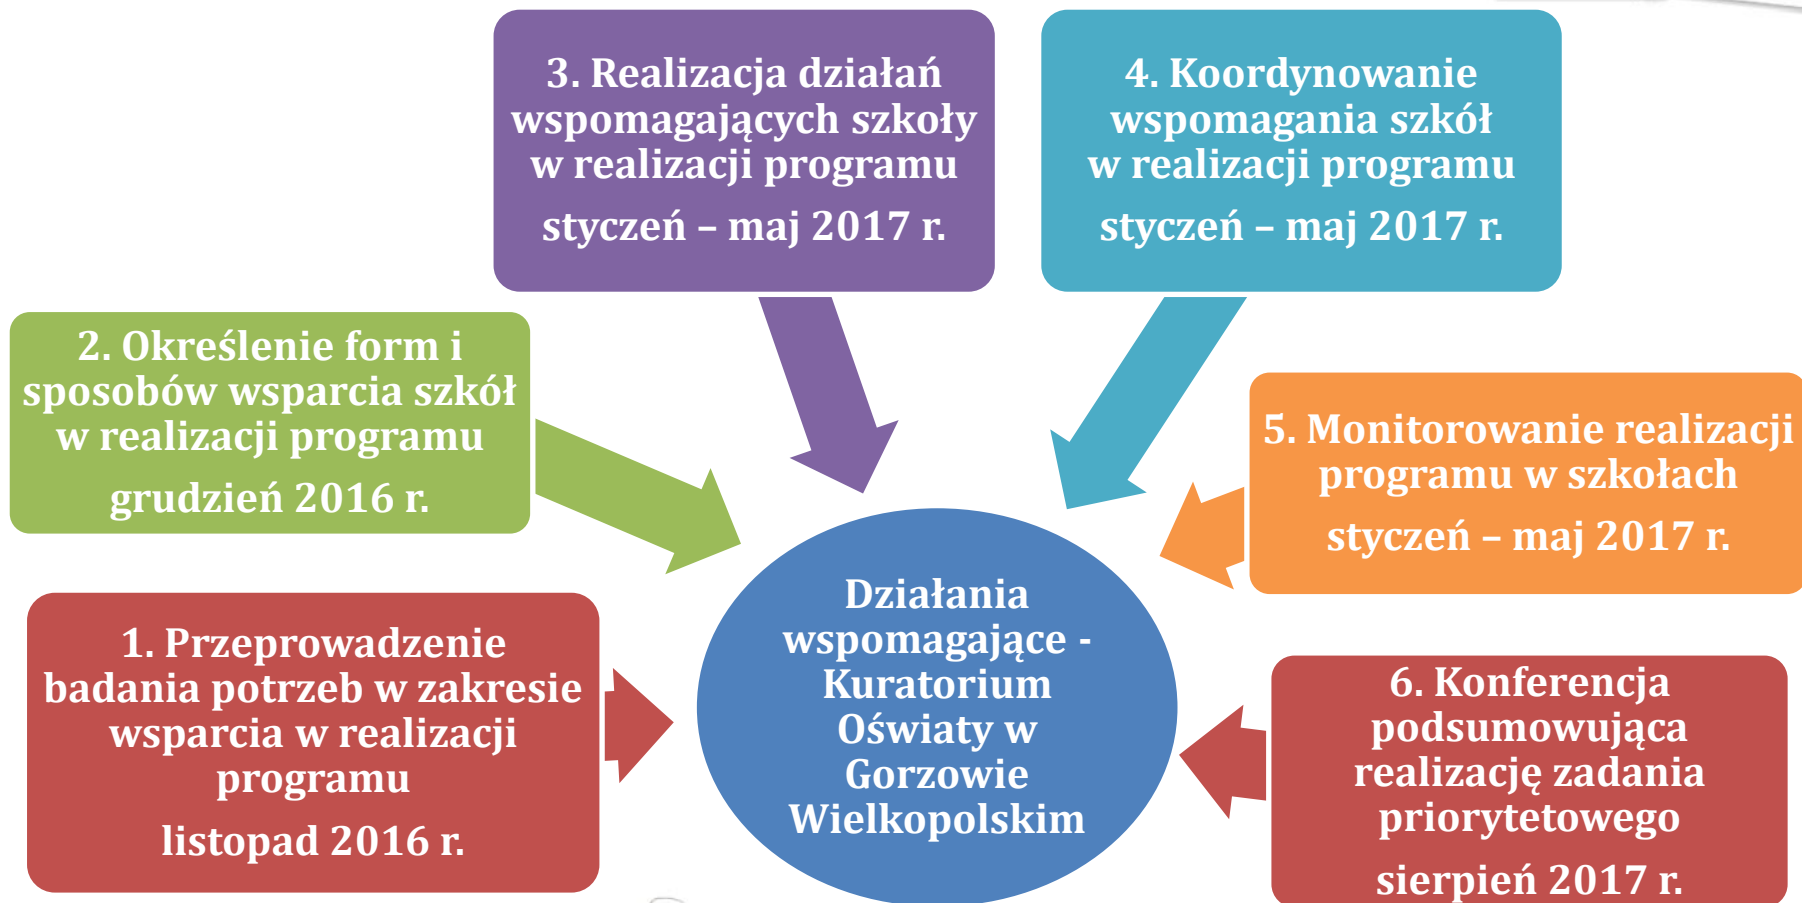 1. Przeprowadzenie
badania potrzeb w zakresie
wsparcia w realizacji
programu
listopad 2016 r.
2. Określenie form i
sposobów wsparcia szkół
w realizacji programu
grudzień 2016 r.
3. Realizacja działań
wspomagających szkoły
w realizacji programu
styczeń – maj 2017 r.
4. Koordynowanie
wspomagania szkół
w realizacji programu
styczeń – maj 2017 r.
5. Monitorowanie realizacji
programu w szkołach
styczeń – maj 2017 r.
6. Konferencja
podsumowująca
realizację zadania
priorytetowego
sierpień 2017 r.
Działania
wspomagające -
Kuratorium
Oświaty w
Gorzowie
Wielkopolskim